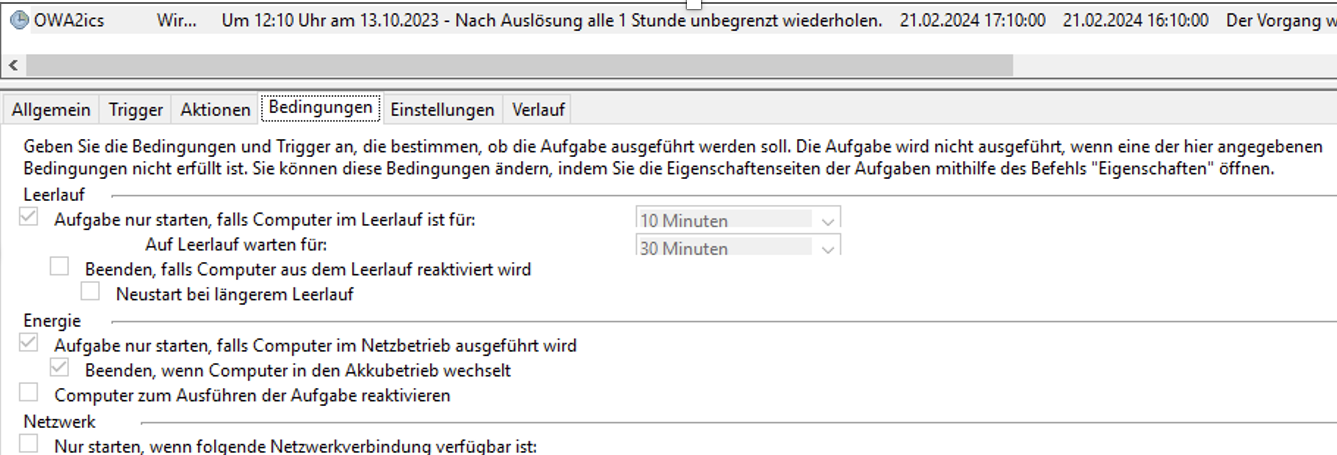 OWA2ics Wir... Um 12:10 Uhr am 13.10.2023 - Nach Auslösung alle 1 Stunde unbegrenzt wiederholen. 21.02.2024 17:10:00 21.02.2024 16:10:00 Der Vorgang w
Allgemein Trigger Aktionen Bedingungen Einstellungen Verlauf
Geben Sie die Bedingungen und Trigger an, die bestimmen, ob die Aufgabe ausgeführt werden soll. Die Aufgabe wird nicht ausgeführt, wenn eine der hier angegebenen
Bedingungen nicht erfüllt ist. Sie können diese Bedingungen ändern, indem Sie die Eigenschaftenseiten der Aufgaben mithilfe des Befehls "Eigenschaften" öffnen.
Leerlauf
Aufgabe nur starten, falls Computer im Leerlauf ist für: 10 Minuten
Auf Leerlauf warten für: 30 Minuten
Beenden, falls Computer aus dem Leerlauf reaktiviert wird
Neustart bei längerem Leerlauf
Energie
Aufgabe nur starten, falls Computer im Netzbetrieb ausgeführt wird
Beenden, wenn Computer in den Akkubetrieb wechselt
Computer zum Ausführen der Aufgabe reaktivieren
Netzwerk
Nur starten, wenn folgende Netzwerkverbindung verfügbar ist: